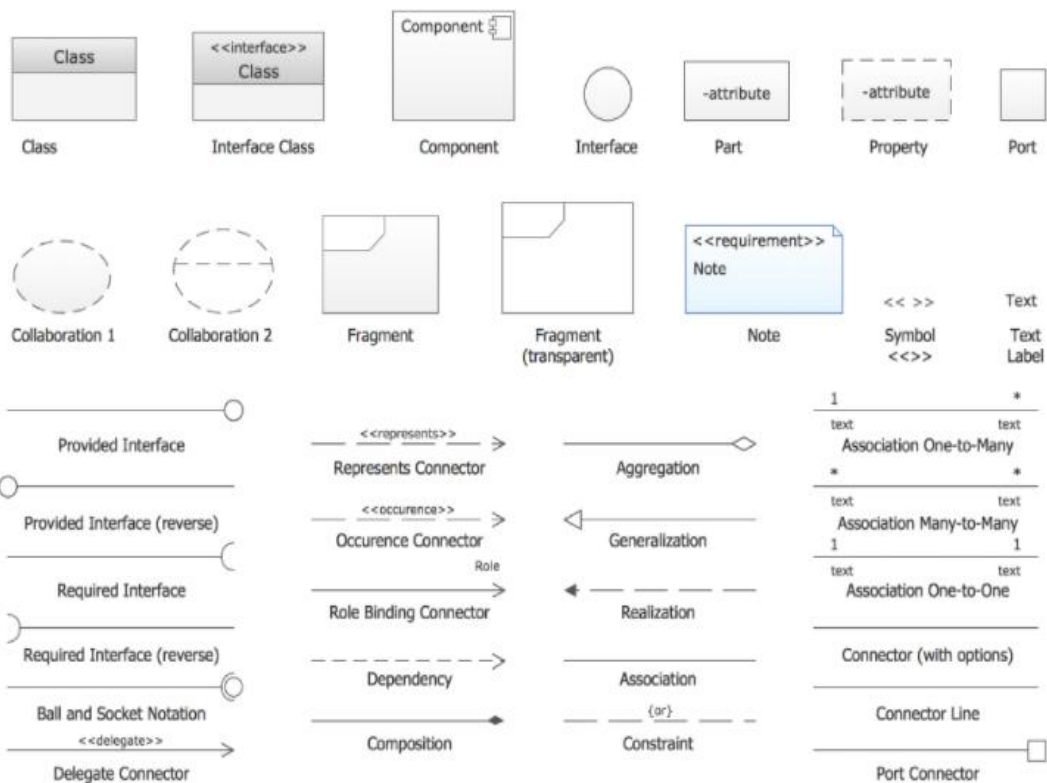 Class
<<interface>>
Class
Component
-attribute
-attribute
Class
Interface Class
Component
Interface
Part
Property
Port
<<requirement>>
Note
<< >>
Text
Collaboration 1
Collaboration 2
Fragment
Fragment
(transparent)
Note
Symbol
<<>>
Text
Label
Provided Interface
Provided Interface (reverse)
Required Interface
Required Interface (reverse)
Ball and Socket Notation
<<delegate>>
Delegate Connector
<<represents>>
Represents Connector
<<occurence>>
Occurence Connector
Role
Role Binding Connector
Dependency
Composition
Aggregation
Generalization
Realization
Association
{or}
Constraint
1 *
text text
Association One-to-Many
* *
text text
Association Many-to-Many
1 1
text text
Association One-to-One
Connector (with options)
Connector Line
Port Connector